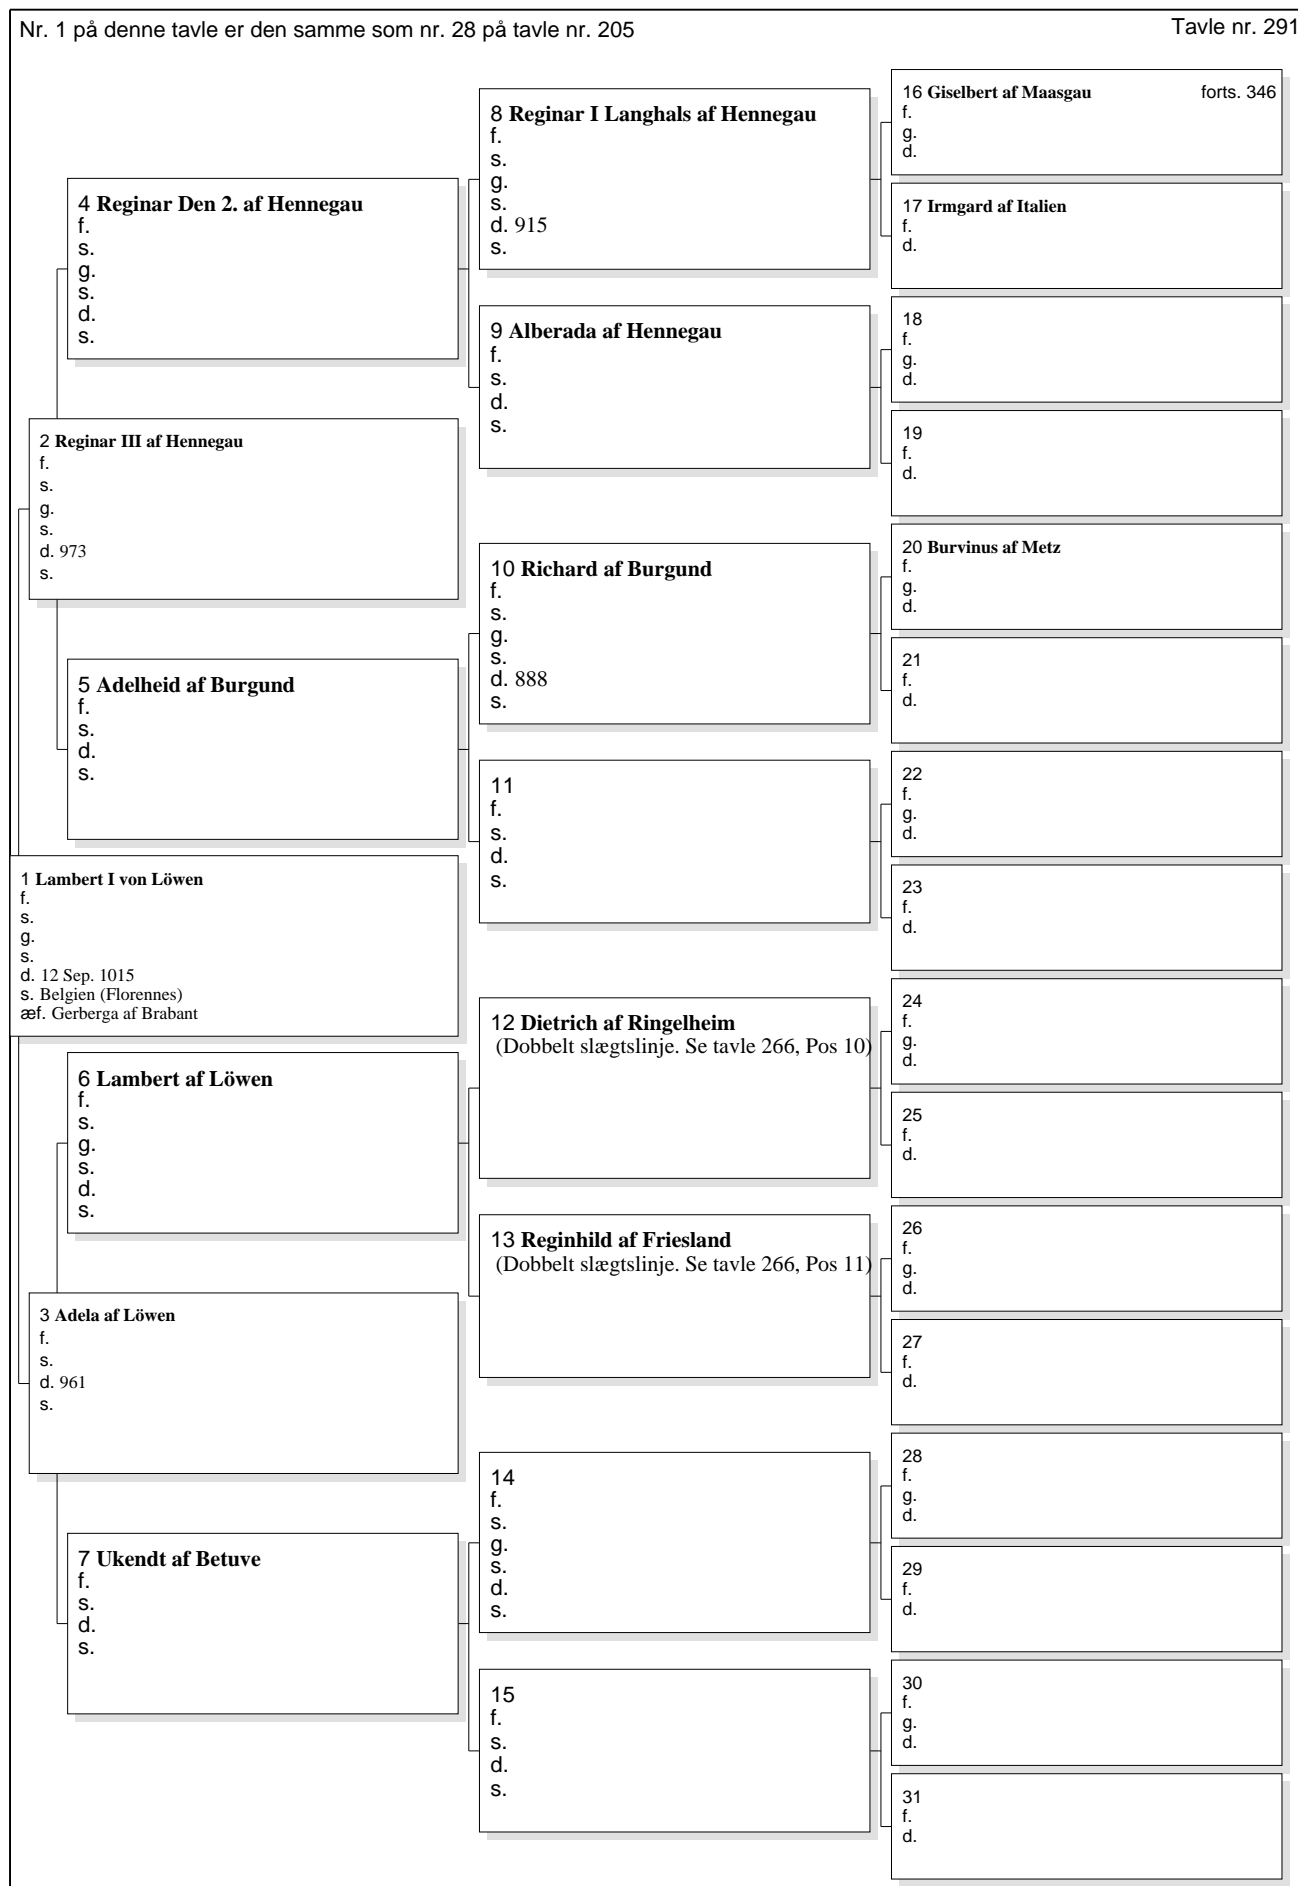 Nr. 1 på denne tavle er den samme som nr. 28 på tavle nr. 205
Tavle nr. 291
1 Lambert I von Löwen
f.
s.
g.
s.
d. 12 Sep. 1015
s. Belgien (Florennes)
æf. Gerberga af Brabant
2 Reginar III af Hennegau
f.
s.
g.
s.
d. 973
s.
3 Adela af Löwen
f.
s.
d. 961
s.
4 Reginar Den 2. af Hennegau
f.
s.
g.
s.
d.
s.
5 Adelheid af Burgund
f.
s.
d.
s.
6 Lambert af Löwen
f.
s.
g.
s.
d.
s.
7 Ukendt af Betuve
f.
s.
d.
s.
8 Reginar I Langhals af Hennegau
f.
s.
g.
s.
d. 915
s.
9 Alberada af Hennegau
f.
s.
d.
s.
10 Richard af Burgund
f.
s.
g.
s.
d. 888
s.
11
f.
s.
d.
s.
12 Dietrich af Ringelheim
(Dobbelt slægtslinje. Se tavle 266, Pos 10)
13 Reginhild af Friesland
(Dobbelt slægtslinje. Se tavle 266, Pos 11)
14
f.
s.
g.
s.
d.
s.
15
f.
s.
d.
s.
16 Giselbert af Maasgau forts. 346
f.
g.
d.
17 Irmgard af Italien
f.
d.
18
f.
g.
d.
19
f.
d.
20 Burvinus af Metz
f.
g.
d.
21
f.
d.
22
f.
g.
d.
23
f.
d.
24
f.
g.
d.
25
f.
d.
26
f.
g.
d.
27
f.
d.
28
f.
g.
d.
29
f.
d.
30
f.
g.
d.
31
f.
d.